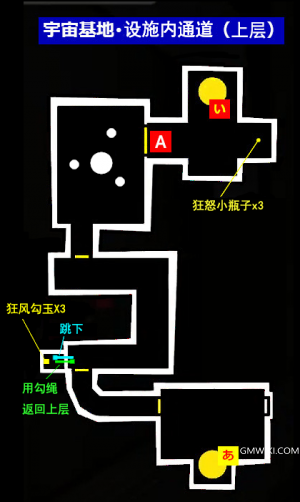 宇宙基地·设施内通道（上层）
い
A
狂怒小瓶子x3
狂风勾玉X3
跳下
用勾绳
返回上层
あ
GMWIKI.COM